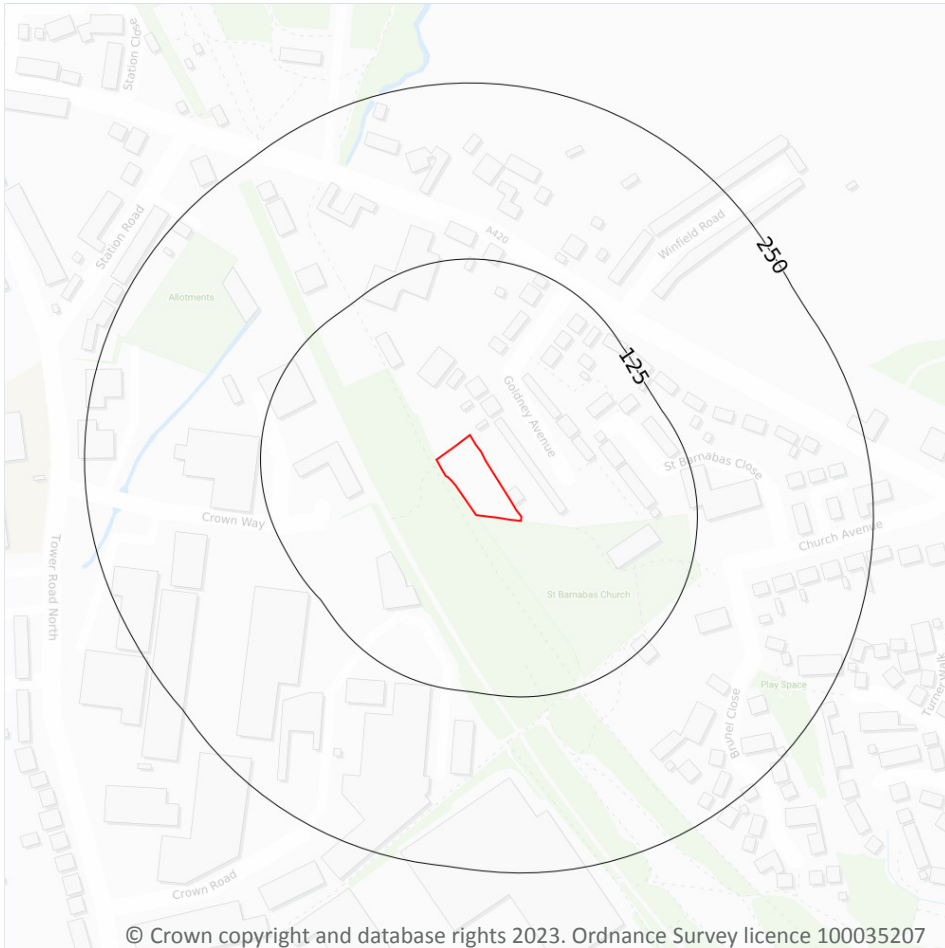 Station Close
Station Road
A420
Winfield Road
250
Allotments
125
Goldney Avenue
St Barnabas Close
Crown Way
Church Avenue
Tower Road North
St Barnabas Church
Play Space
Turner Walk
Brunel Close
Crown Road
© Crown copyright and database rights 2023. Ordnance Survey licence 100035207